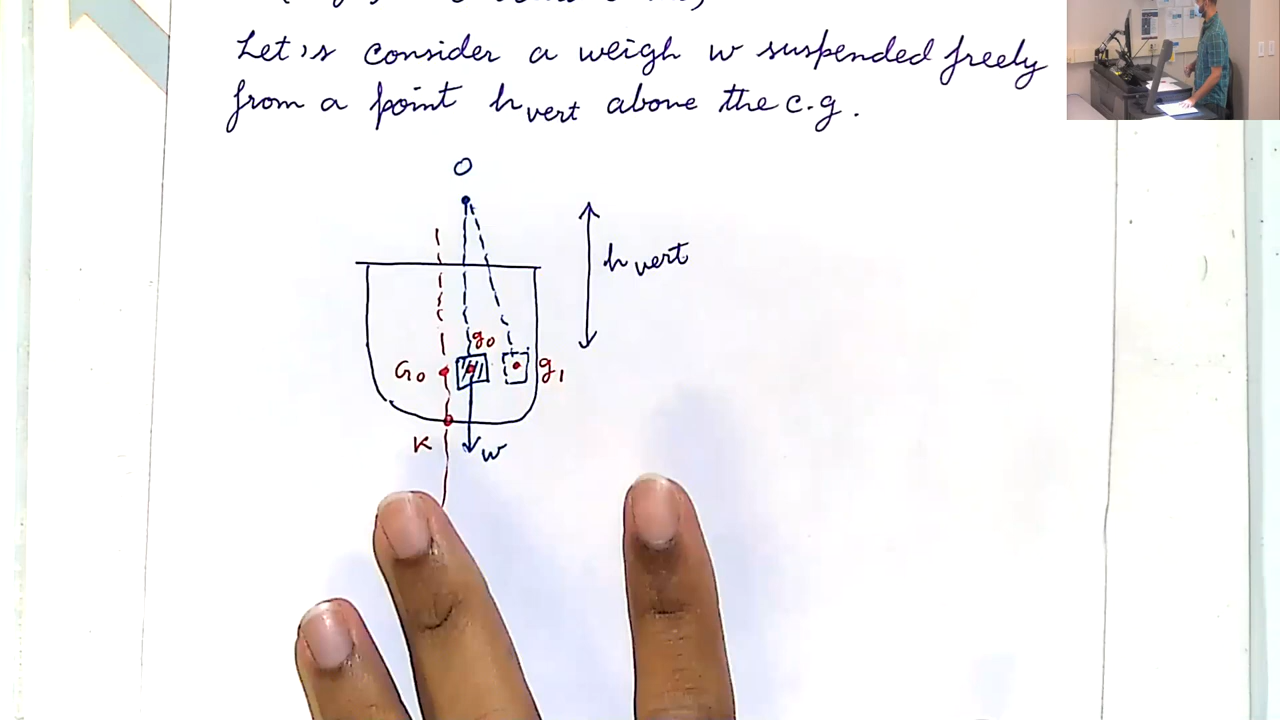 Let's consider a weigh w suspended freely
from a point h vert above the c.g.
O
h vert
g0
G0
g1
K
w